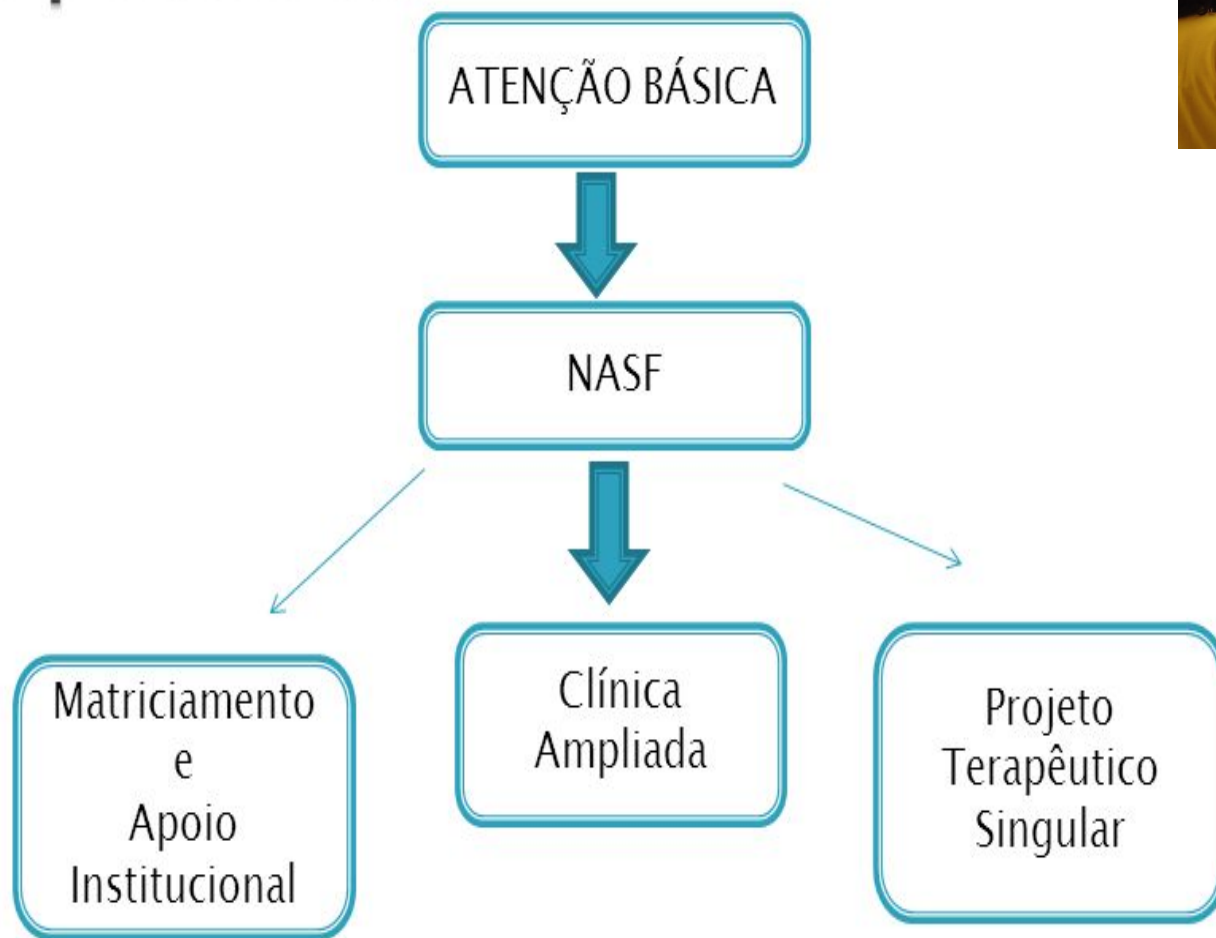 ATENÇÃO BÁSICA
NASF
Matriciamento
e
Apoio
Institucional
Clínica
Ampliada
Projeto
Terapêutico
Singular